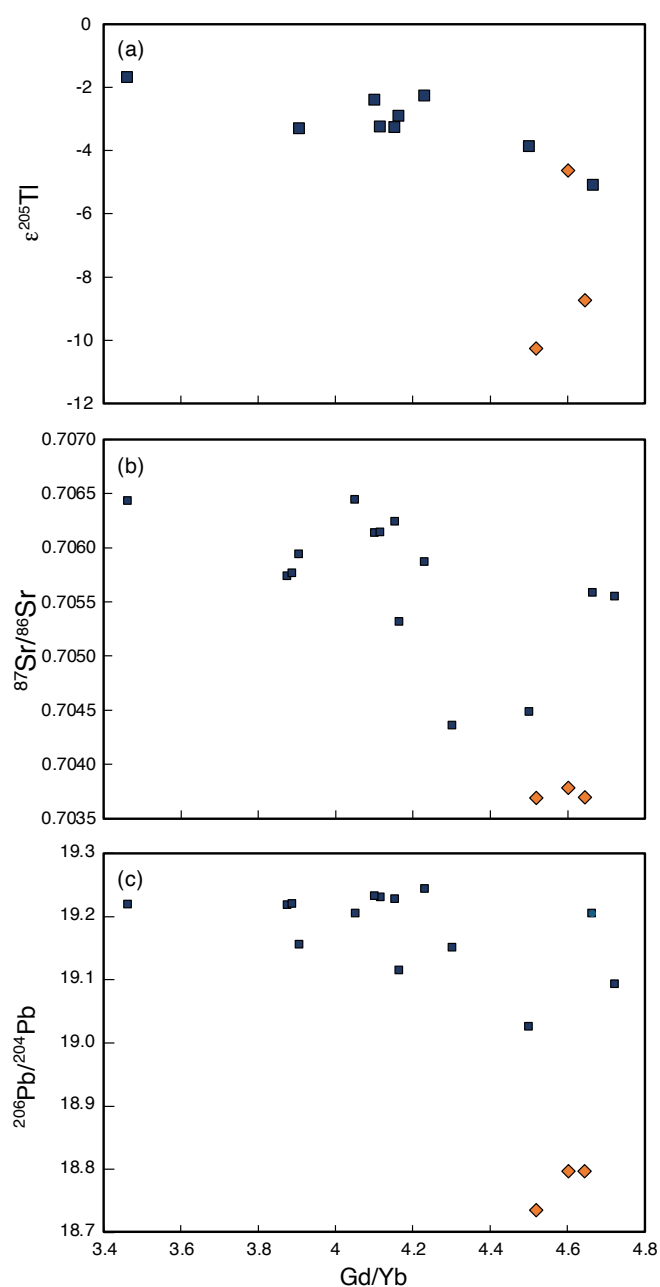 0
(a)
-2
-4
ε²⁰⁵Tl
-6
-8
-10
-12
0.7070
(b)
0.7065
0.7060
0.7055
⁸⁷Sr/⁸⁶Sr
0.7050
0.7045
0.7040
0.7035
19.3
(c)
19.2
19.1
²⁰⁶Pb/²⁰⁴Pb
19.0
18.9
18.8
18.7
3.4 3.6 3.8 4 4.2 4.4 4.6 4.8
Gd/Yb